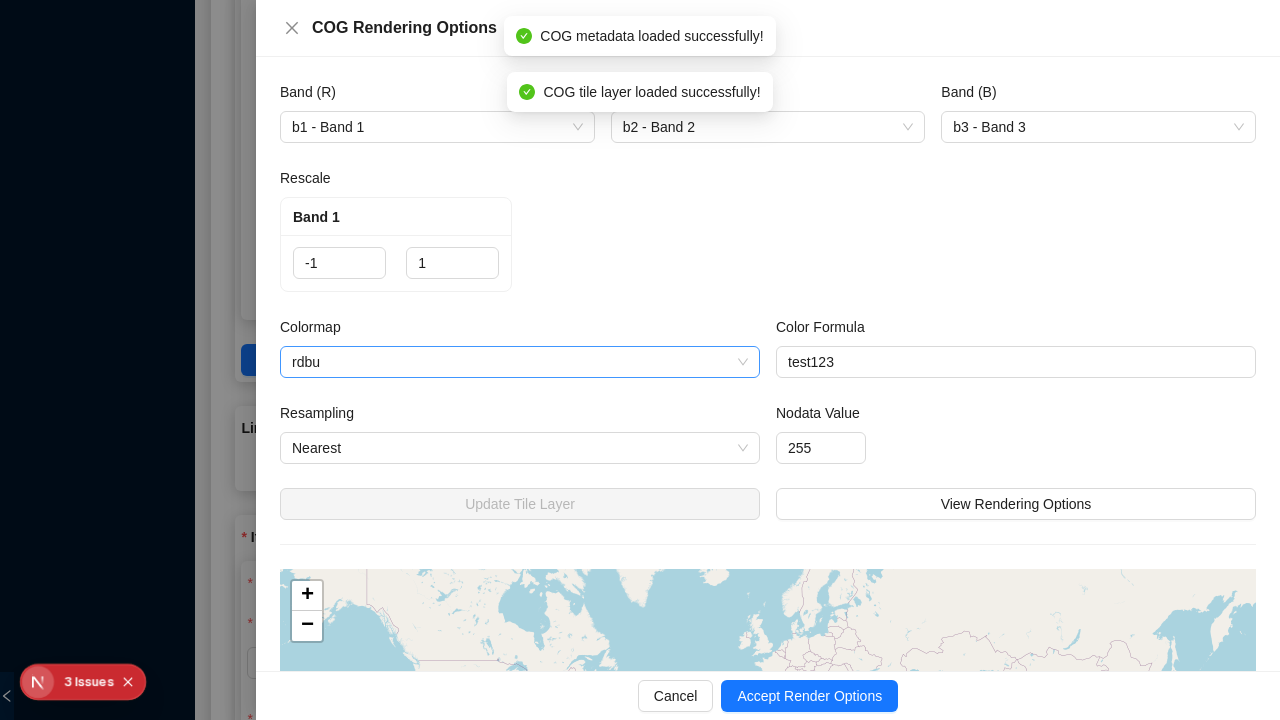 COG Rendering Options
COG metadata loaded successfully!
COG tile layer loaded successfully!
Band (R)
Band (B)
b1 - Band 1
b2 - Band 2
b3 - Band 3
Rescale
Band 1
-1
1
Colormap
Color Formula
rdbu
test123
Resampling
Nodata Value
Nearest
255
Update Tile Layer
View Rendering Options
+
−
3 Issues
Cancel
Accept Render Options